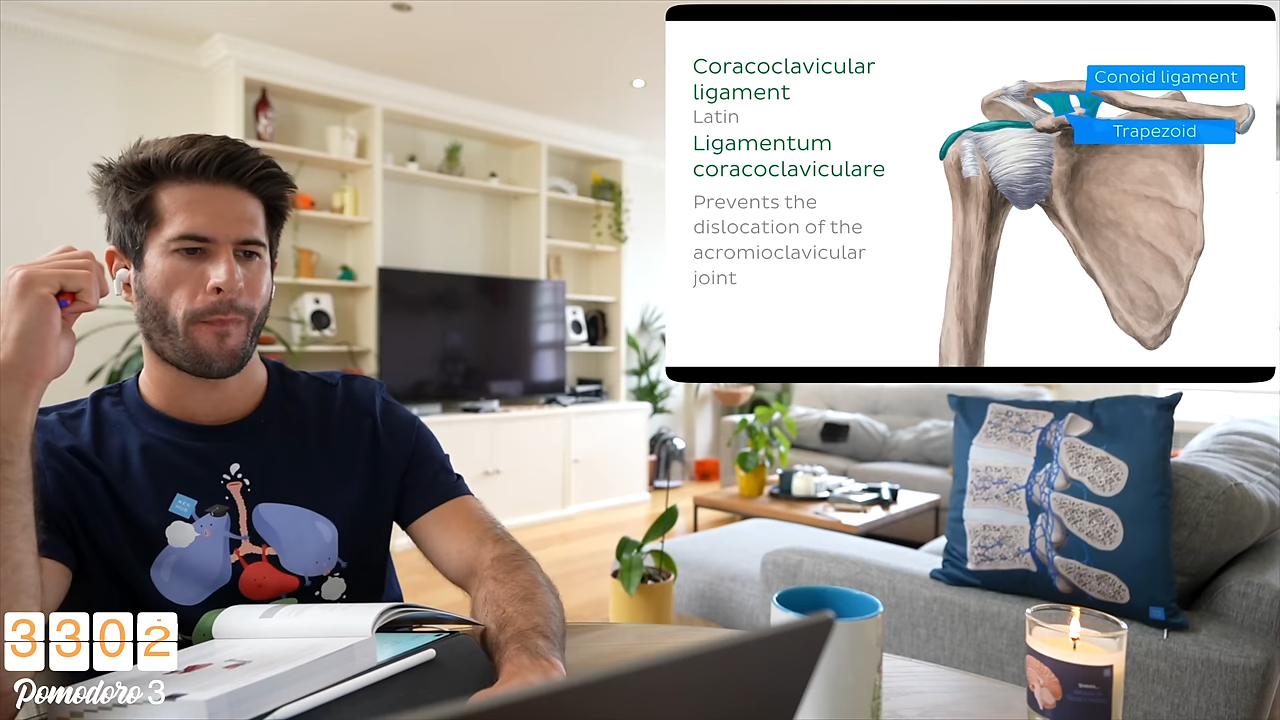 Coracoclavicular
ligament
Latin
Ligamentum
coracoclaviculare
Prevents the
dislocation of the
acromioclavicular
joint
Conoid ligament
Trapezoid
3302
Pomodoro 3